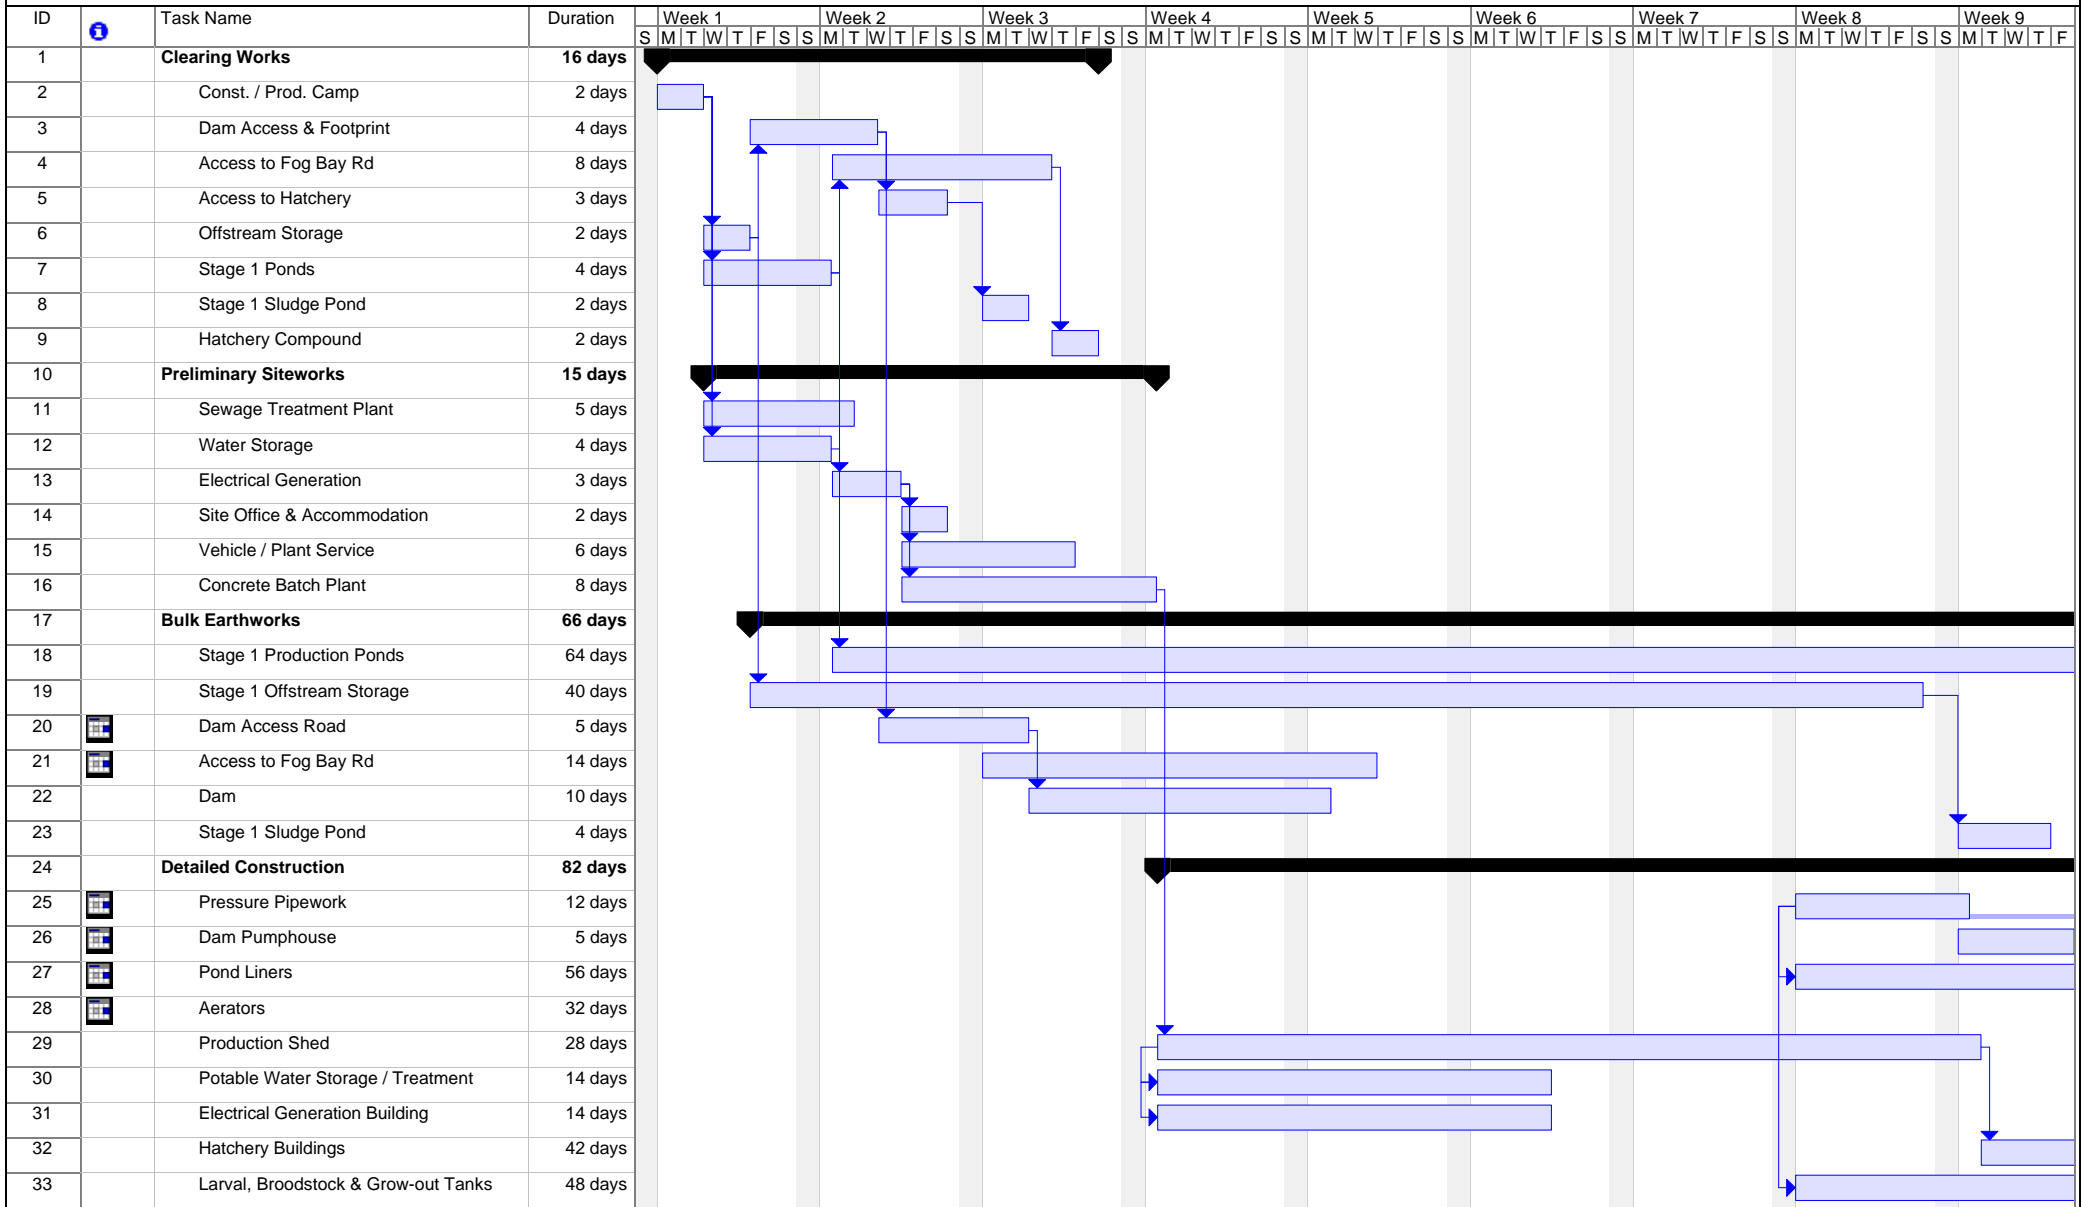 ID Task Name Duration Week 1 Week 2 Week 3 Week 4 Week 5 Week 6 Week 7 Week 8 Week 9
S M T W T F S S M T W T F S S M T W T F S S M T W T F S S M T W T F S S M T W T F S S M T W T F S S M T W T F S S M T W T F
1 Clearing Works 16 days
2 Const. / Prod. Camp 2 days
3 Dam Access & Footprint 4 days
4 Access to Fog Bay Rd 8 days
5 Access to Hatchery 3 days
6 Offstream Storage 2 days
7 Stage 1 Ponds 4 days
8 Stage 1 Sludge Pond 2 days
9 Hatchery Compound 2 days
10 Preliminary Siteworks 15 days
11 Sewage Treatment Plant 5 days
12 Water Storage 4 days
13 Electrical Generation 3 days
14 Site Office & Accommodation 2 days
15 Vehicle / Plant Service 6 days
16 Concrete Batch Plant 8 days
17 Bulk Earthworks 66 days
18 Stage 1 Production Ponds 64 days
19 Stage 1 Offstream Storage 40 days
20 Dam Access Road 5 days
21 Access to Fog Bay Rd 14 days
22 Dam 10 days
23 Stage 1 Sludge Pond 4 days
24 Detailed Construction 82 days
25 Pressure Pipework 12 days
26 Dam Pumphouse 5 days
27 Pond Liners 56 days
28 Aerators 32 days
29 Production Shed 28 days
30 Potable Water Storage / Treatment 14 days
31 Electrical Generation Building 14 days
32 Hatchery Buildings 42 days
33 Larval, Broodstock & Grow-out Tanks 48 days